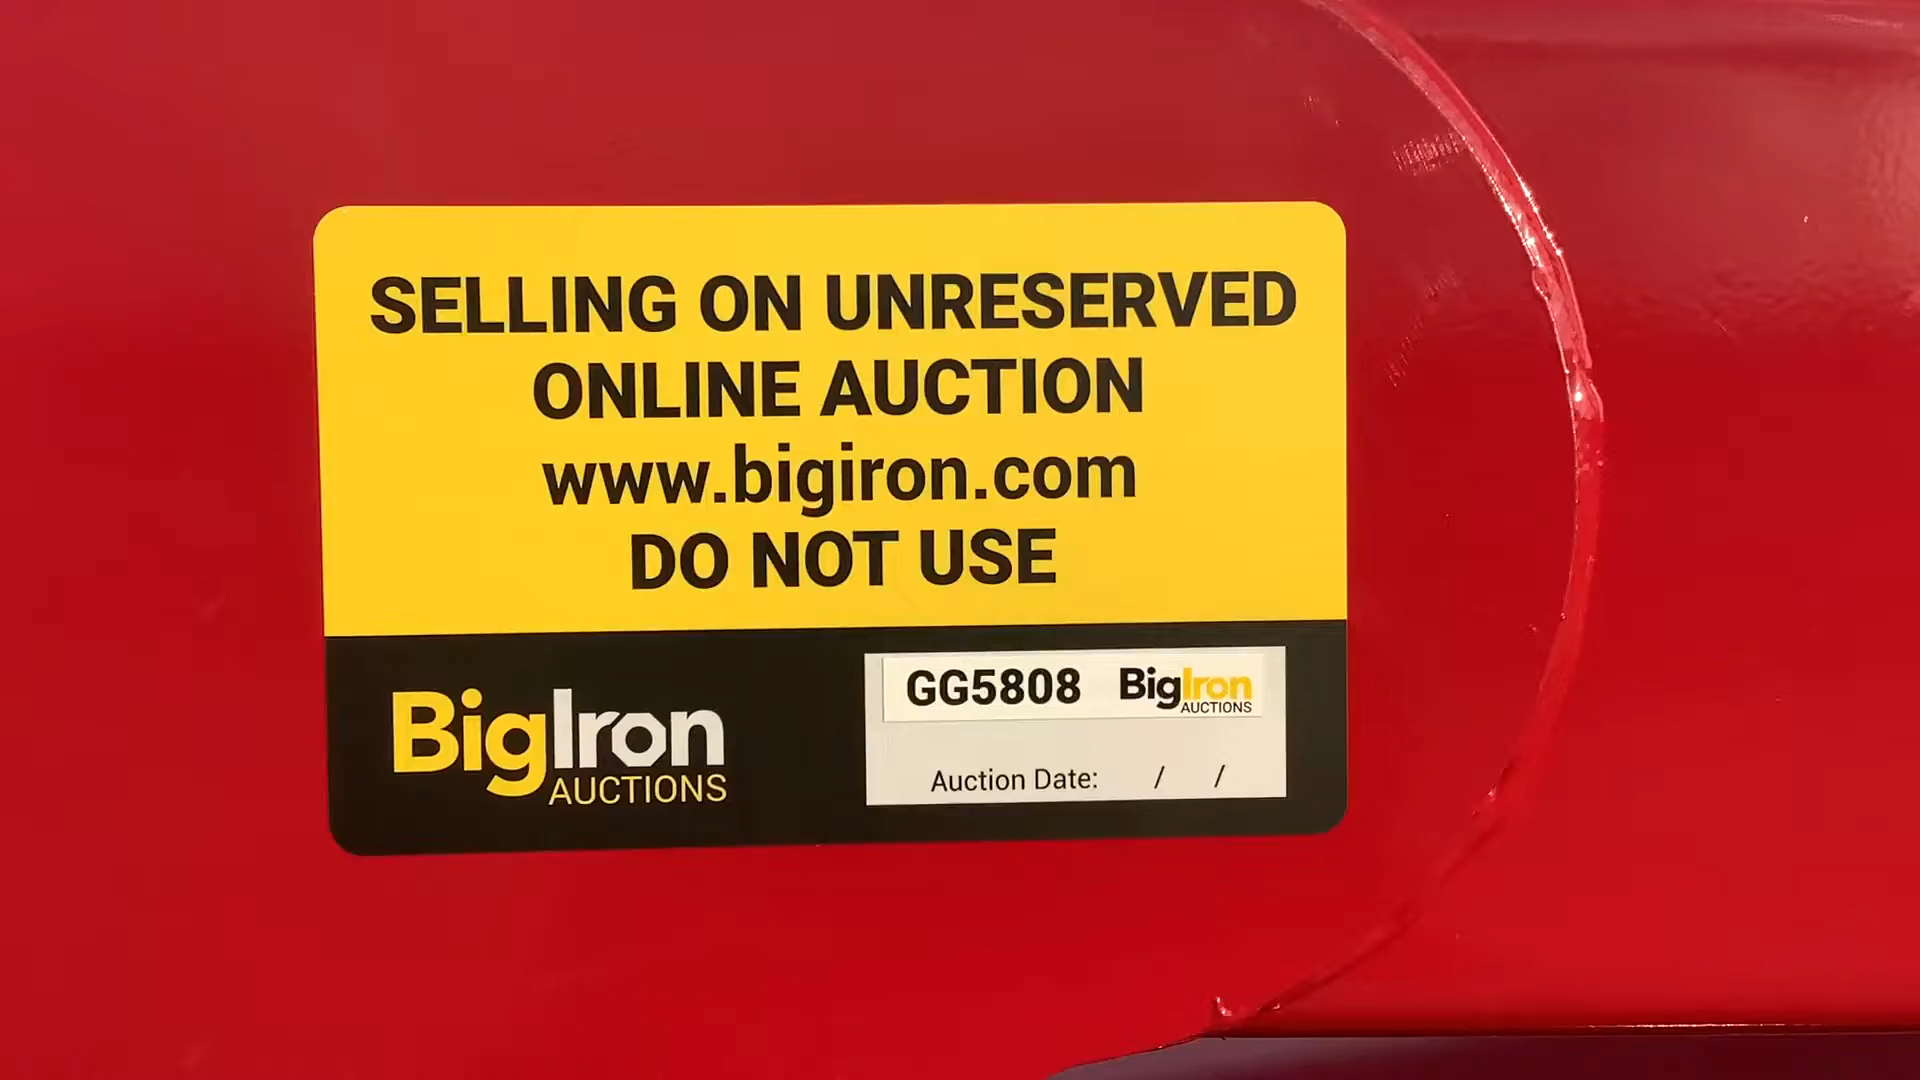 SELLING ON UNRESERVED
ONLINE AUCTION
www.bigiron.com
DO NOT USE
BigIron
AUCTIONS
GG5808 BigIron
AUCTIONS
Auction Date: / /